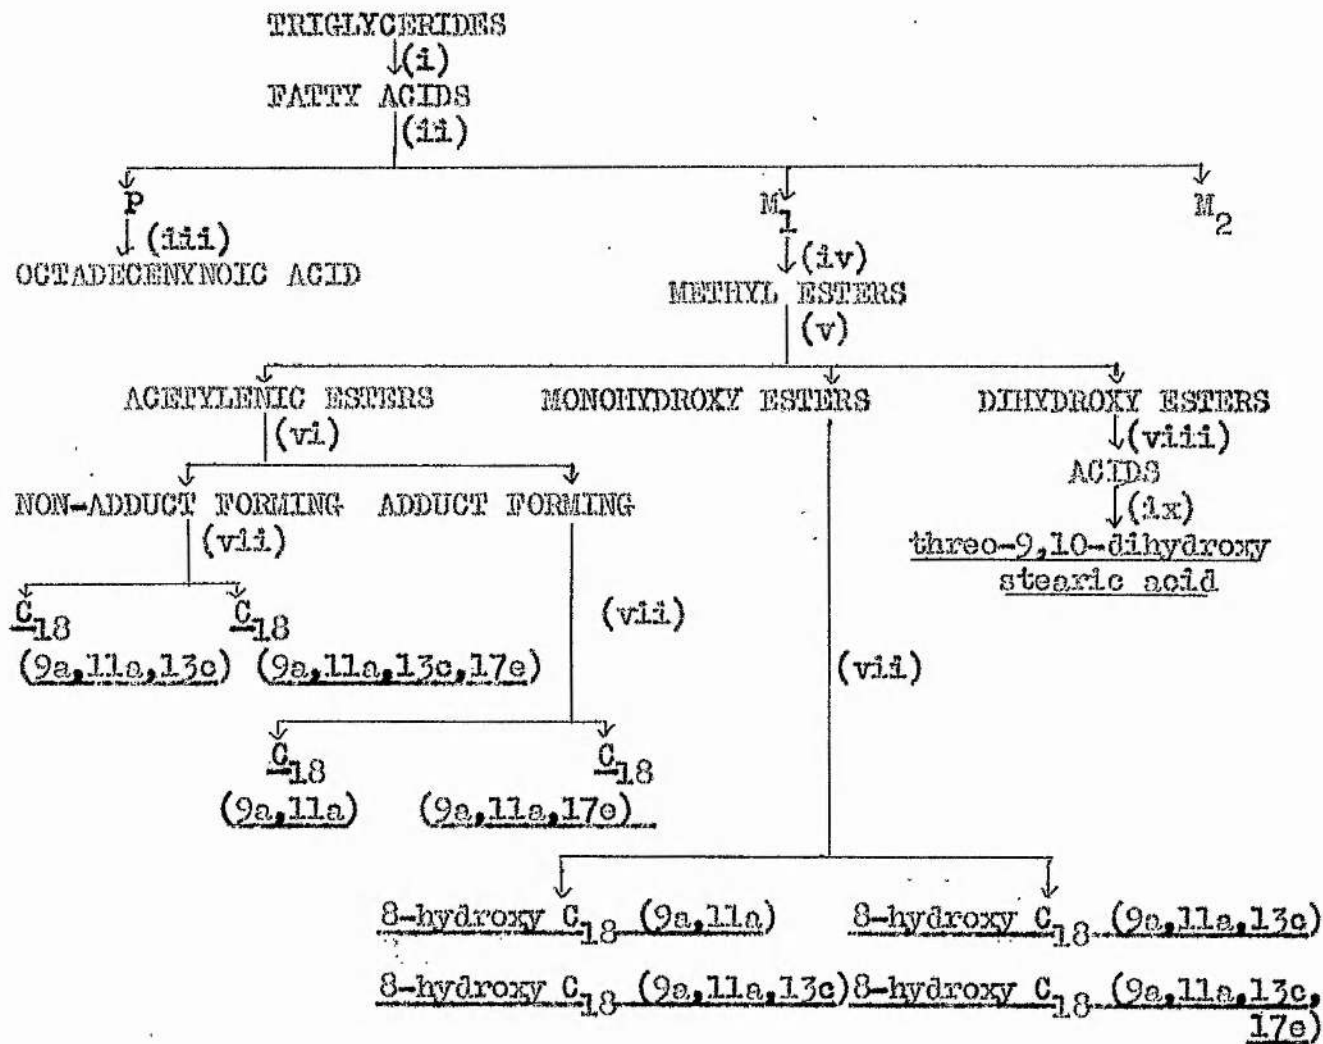 TRIGLYCERIDES
(i)
FATTY ACIDS
(ii)
P M1 M2
(iii)
OCTADECENYNOIC ACID
(iv)
METHYL ESTERS
(v)
ACETYLENIC ESTERS MONOHYDROXY ESTERS DIHYDROXY ESTERS
(vi) (viii)
ACIDS
NON-ADDUCT FORMING ADDUCT FORMING
(vii) (ix)
threo-9,10-dihydroxy
stearic acid
C18 C18
(vii)
(9a,11a,13c) (9a,11a,13c,17e)
(vii)
C18 C18
(9a,11a) (9a,11a,17e)
8-hydroxy C18 (9a,11a) 8-hydroxy C18 (9a,11a,13c)
8-hydroxy C18 (9a,11a,13c) 8-hydroxy C18 (9a,11a,13c,
17e)